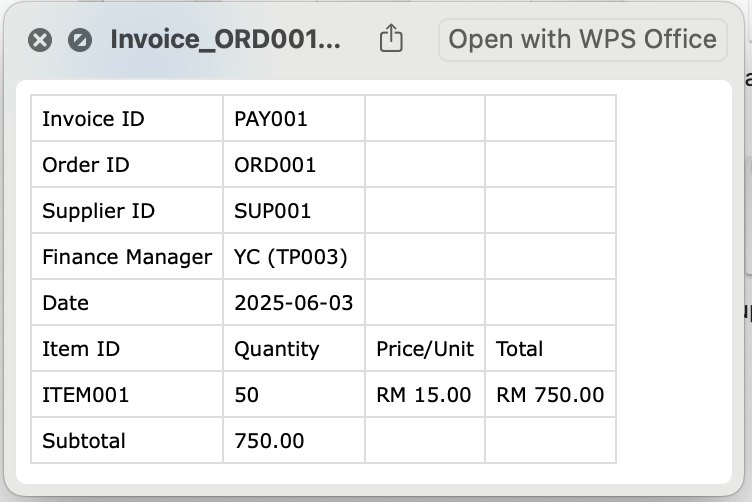 Invoice_ORD001...
Open with WPS Office
Invoice ID PAY001
Order ID ORD001
Supplier ID SUP001
Finance Manager YC (TP003)
Date 2025-06-03
Item ID Quantity Price/Unit Total
ITEM001 50 RM 15.00 RM 750.00
Subtotal 750.00